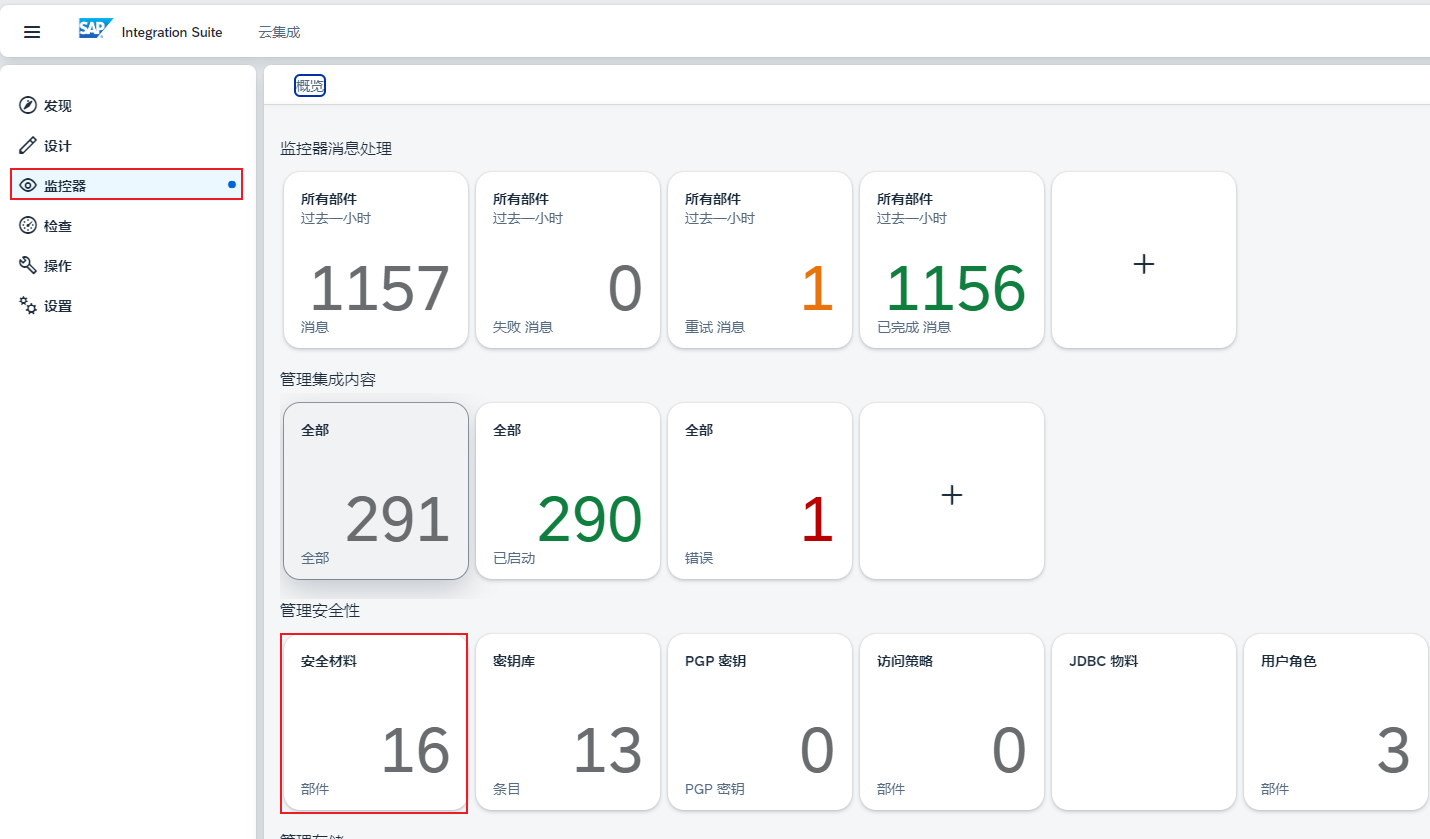 SAP Integration Suite 云集成
发现
设计
监控器
检查
操作
设置
概览
监控器消息处理
所有部件
过去一小时
1157
消息
所有部件
过去一小时
0
失败 消息
所有部件
过去一小时
1
重试 消息
所有部件
过去一小时
1156
已完成 消息
管理集成内容
全部
291
全部
全部
290
已启动
全部
1
错误
管理安全性
安全材料
16
部件
密钥库
13
条目
PGP 密钥
0
PGP 密钥
访问策略
0
部件
JDBC 物料
用户角色
3
部件